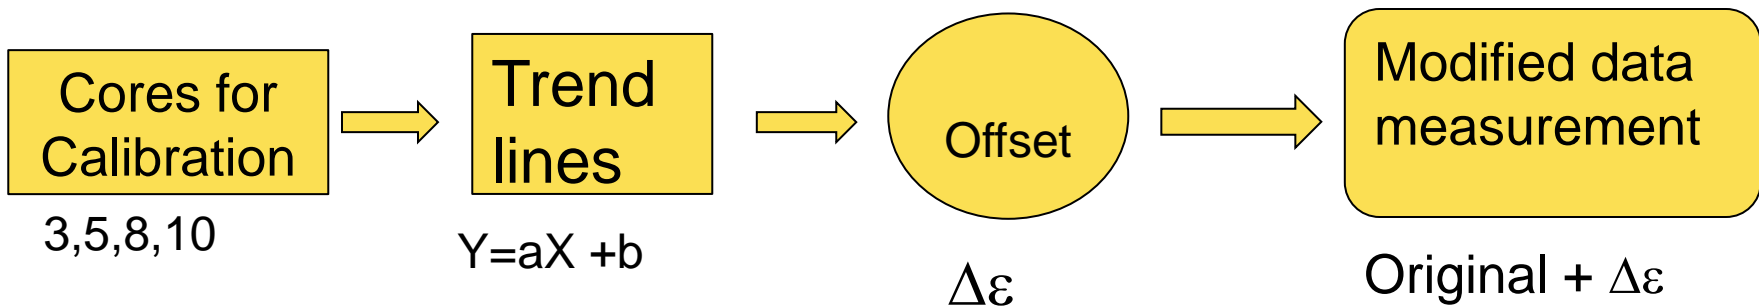 Cores for
Calibration
3,5,8,10
Trend
lines
Y=aX +b
Offset
Δε
Modified data
measurement
Original + Δε